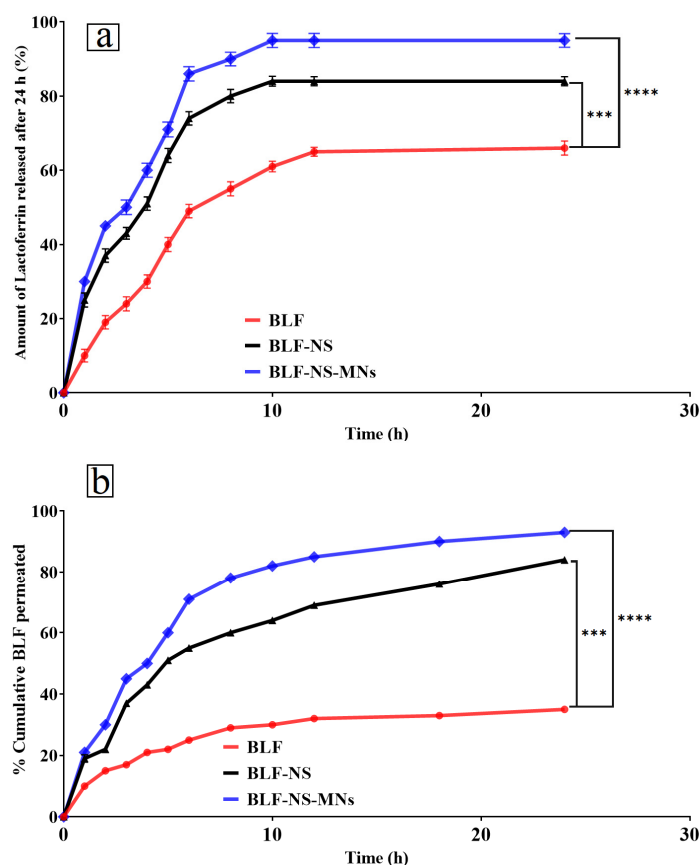 a
Amount of Lactoferrin released after 24 h (%)
100
80
60
40
20
0
0
10
20
30
Time (h)
BLF
BLF-NS
BLF-NS-MNs
***
****
b
% Cumulative BLF permeated
100
80
60
40
20
0
0
10
20
30
Time (h)
BLF
BLF-NS
BLF-NS-MNs
***
****